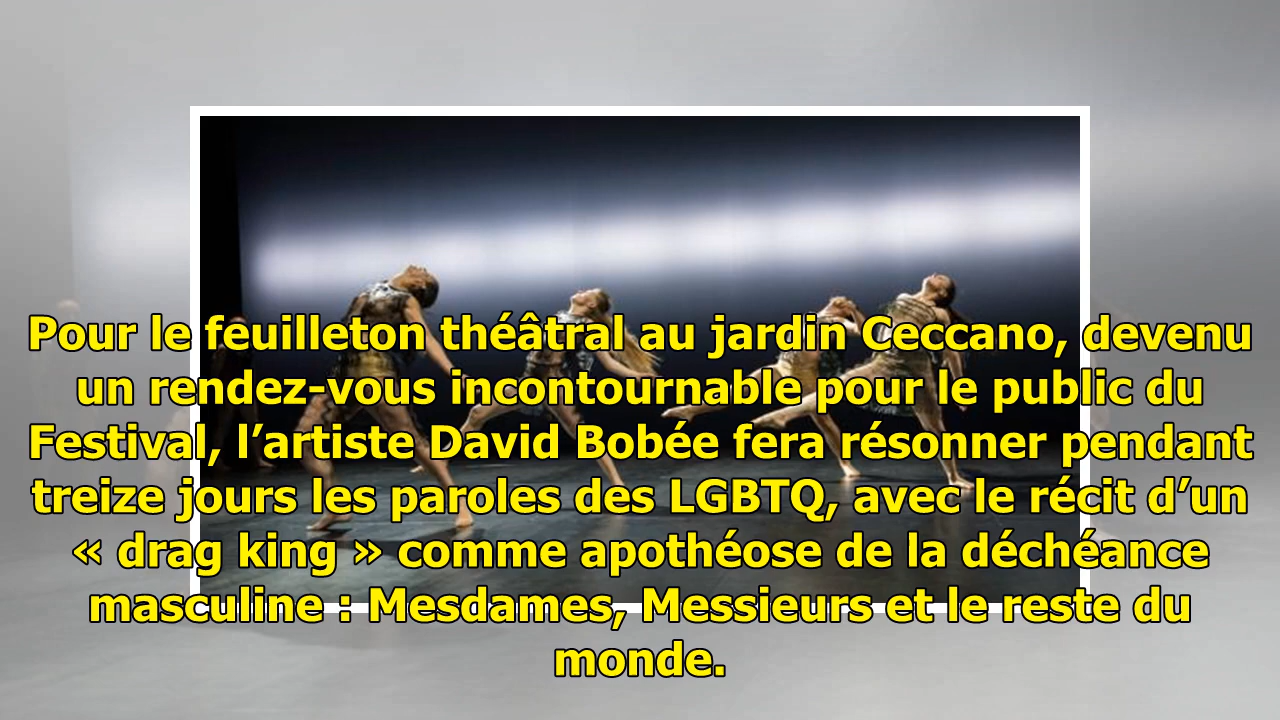 Pour le feuilleton théâtral au jardin Ceccano, devenu
un rendez-vous incontournable pour le public du
Festival, l’artiste David Bobée fera résonner pendant
treize jours les paroles des LGBTQ, avec le récit d’un
« drag king » comme apothéose de la déchéance
masculine : Mesdames, Messieurs et le reste du
monde.